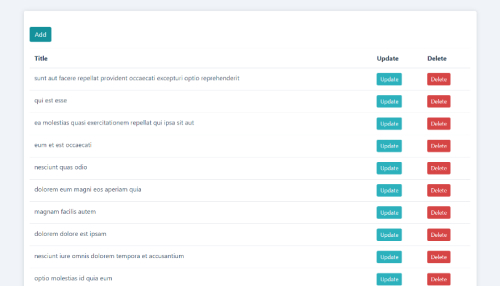 Add
Title Update Delete
sunt aut facere repellat provident occaecati excepturi optio reprehenderit Update Delete
qui est esse Update Delete
ea molestias quasi exercitationem repellat qui ipsa sit aut Update Delete
eum et est occaecati Update Delete
nesciunt quas odio Update Delete
dolorem eum magni eos aperiam quia Update Delete
magnam facilis autem Update Delete
dolorem dolore est ipsam Update Delete
nesciunt iure omnis dolorem tempora et accusantium Update Delete
optio molestias id quia eum Update Delete